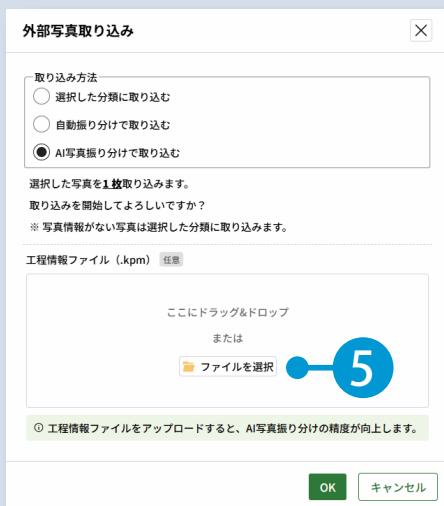 外部写真取り込み
取り込み方法
選択した分類に取り込む
自動振り分けで取り込む
AI写真振り分けで取り込む
選択した写真を1 枚取り込みます。
取り込みを開始してよろしいですか？
※ 写真情報がない写真は選択した分類に取り込みます。
工程情報ファイル（.kpm） 任意
ここにドラッグ&ドロップ
または
ファイルを選択 5
工程情報ファイルをアップロードすると、AI写真振り分けの精度が向上します。
OK キャンセル